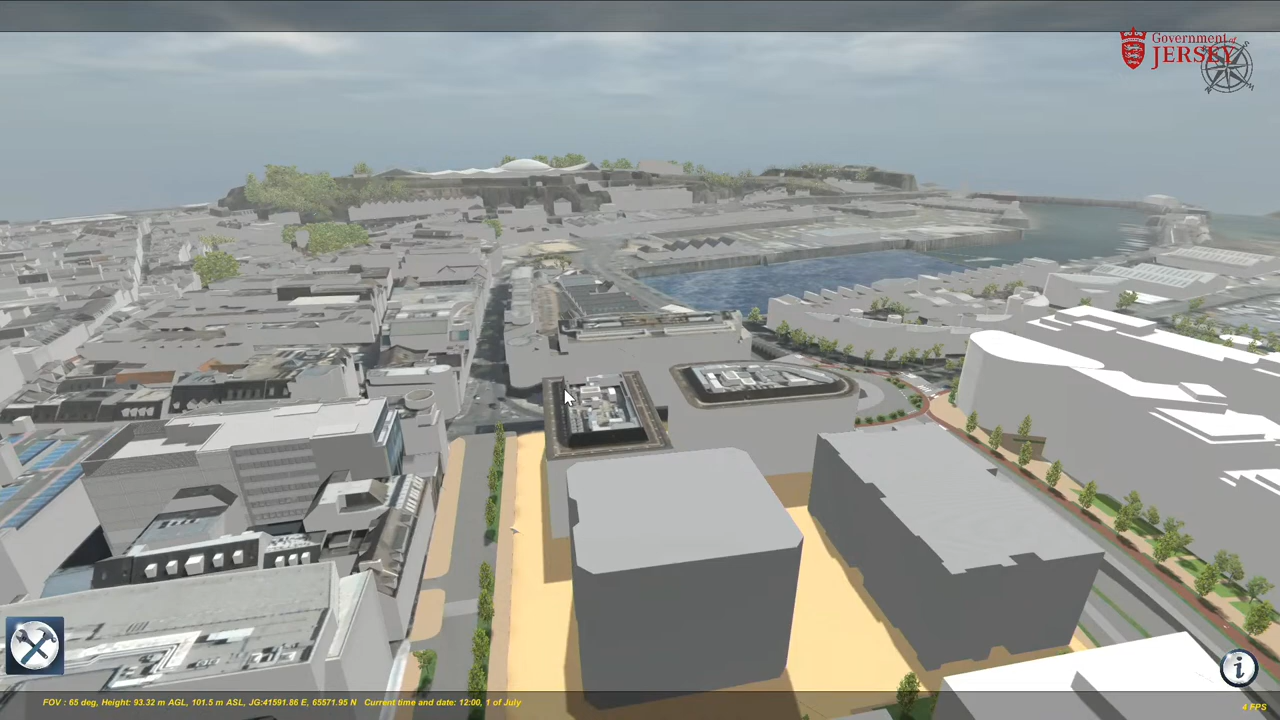 Government of
JERSEY
FOV : 65 deg, Height: 93.32 m AGL, 101.5 m ASL, JG:41591.86 E, 65571.95 N Current time and date: 12:00, 1 of July
4 FPS